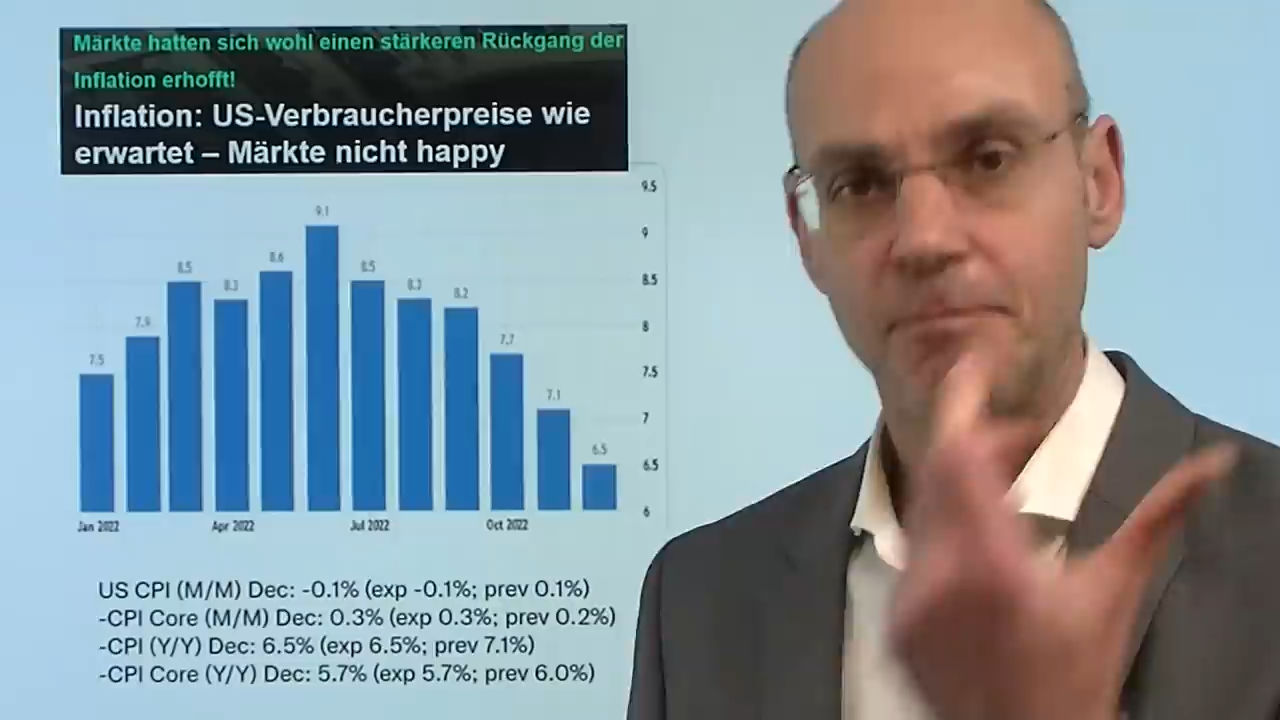 Märkte hatten sich wohl einen stärkeren Rückgang der
Inflation erhofft!
Inflation: US-Verbraucherpreise wie
erwartet – Märkte nicht happy
9.5
9
8.5
8
7.5
7
6.5
6
7.5
7.9
8.5
8.3
8.6
9.1
8.5
8.3
8.2
7.7
7.1
6.5
Jan 2022
Apr 2022
Jul 2022
Oct 2022
US CPI (M/M) Dec: -0.1% (exp -0.1%; prev 0.1%)
-CPI Core (M/M) Dec: 0.3% (exp 0.3%; prev 0.2%)
-CPI (Y/Y) Dec: 6.5% (exp 6.5%; prev 7.1%)
-CPI Core (Y/Y) Dec: 5.7% (exp 5.7%; prev 6.0%)